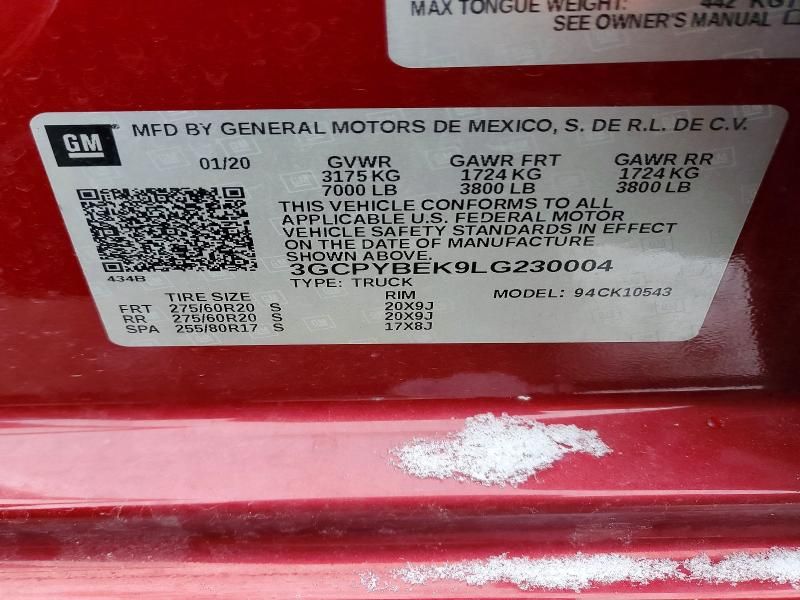 MAX TONGUE WEIGHT: 442 KG
SEE OWNER'S MANUAL
GM
MFD BY GENERAL MOTORS DE MEXICO, S. DE R.L. DE C.V.
01/20 GVWR GAWR FRT GAWR RR
3175 KG 1724 KG 1724 KG
7000 LB 3800 LB 3800 LB
THIS VEHICLE CONFORMS TO ALL
APPLICABLE U.S. FEDERAL MOTOR
VEHICLE SAFETY STANDARDS IN EFFECT
ON THE DATE OF MANUFACTURE
SHOWN ABOVE.
434B
3GCPYBEK9LG230004
TYPE: TRUCK MODEL: 94CK10543
TIRE SIZE RIM
FRT 275/60R20 S 20X9J
RR 275/60R20 S 20X9J
SPA 255/80R17 S 17X8J